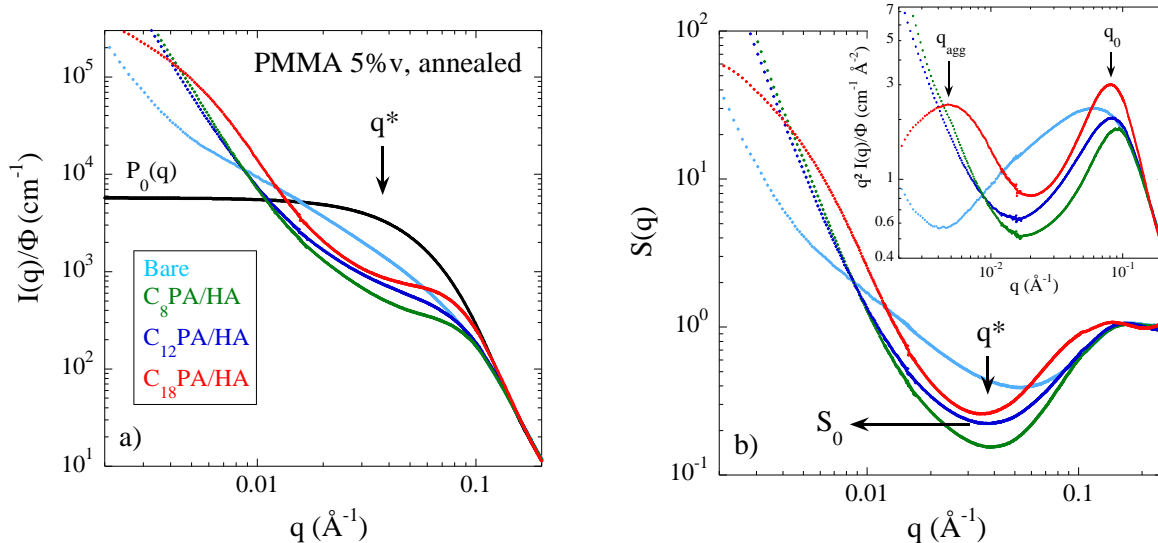 PMMA 5%v, annealed
q*
P₀(q)
Bare
C₈PA/HA
C₁₂PA/HA
C₁₈PA/HA
a)
I(q)/Φ (cm⁻¹)
10⁵
10⁴
10³
10²
10¹
0.01
0.1
q (Å⁻¹)
S(q)
10²
10¹
10⁰
10⁻¹
0.01
0.1
q (Å⁻¹)
q*
S₀
b)
q² I(q)/Φ (cm⁻¹ Å⁻²)
7
5
3
1
0.6
0.4
10⁻²
10⁻¹
q (Å⁻¹)
q_agg
q₀